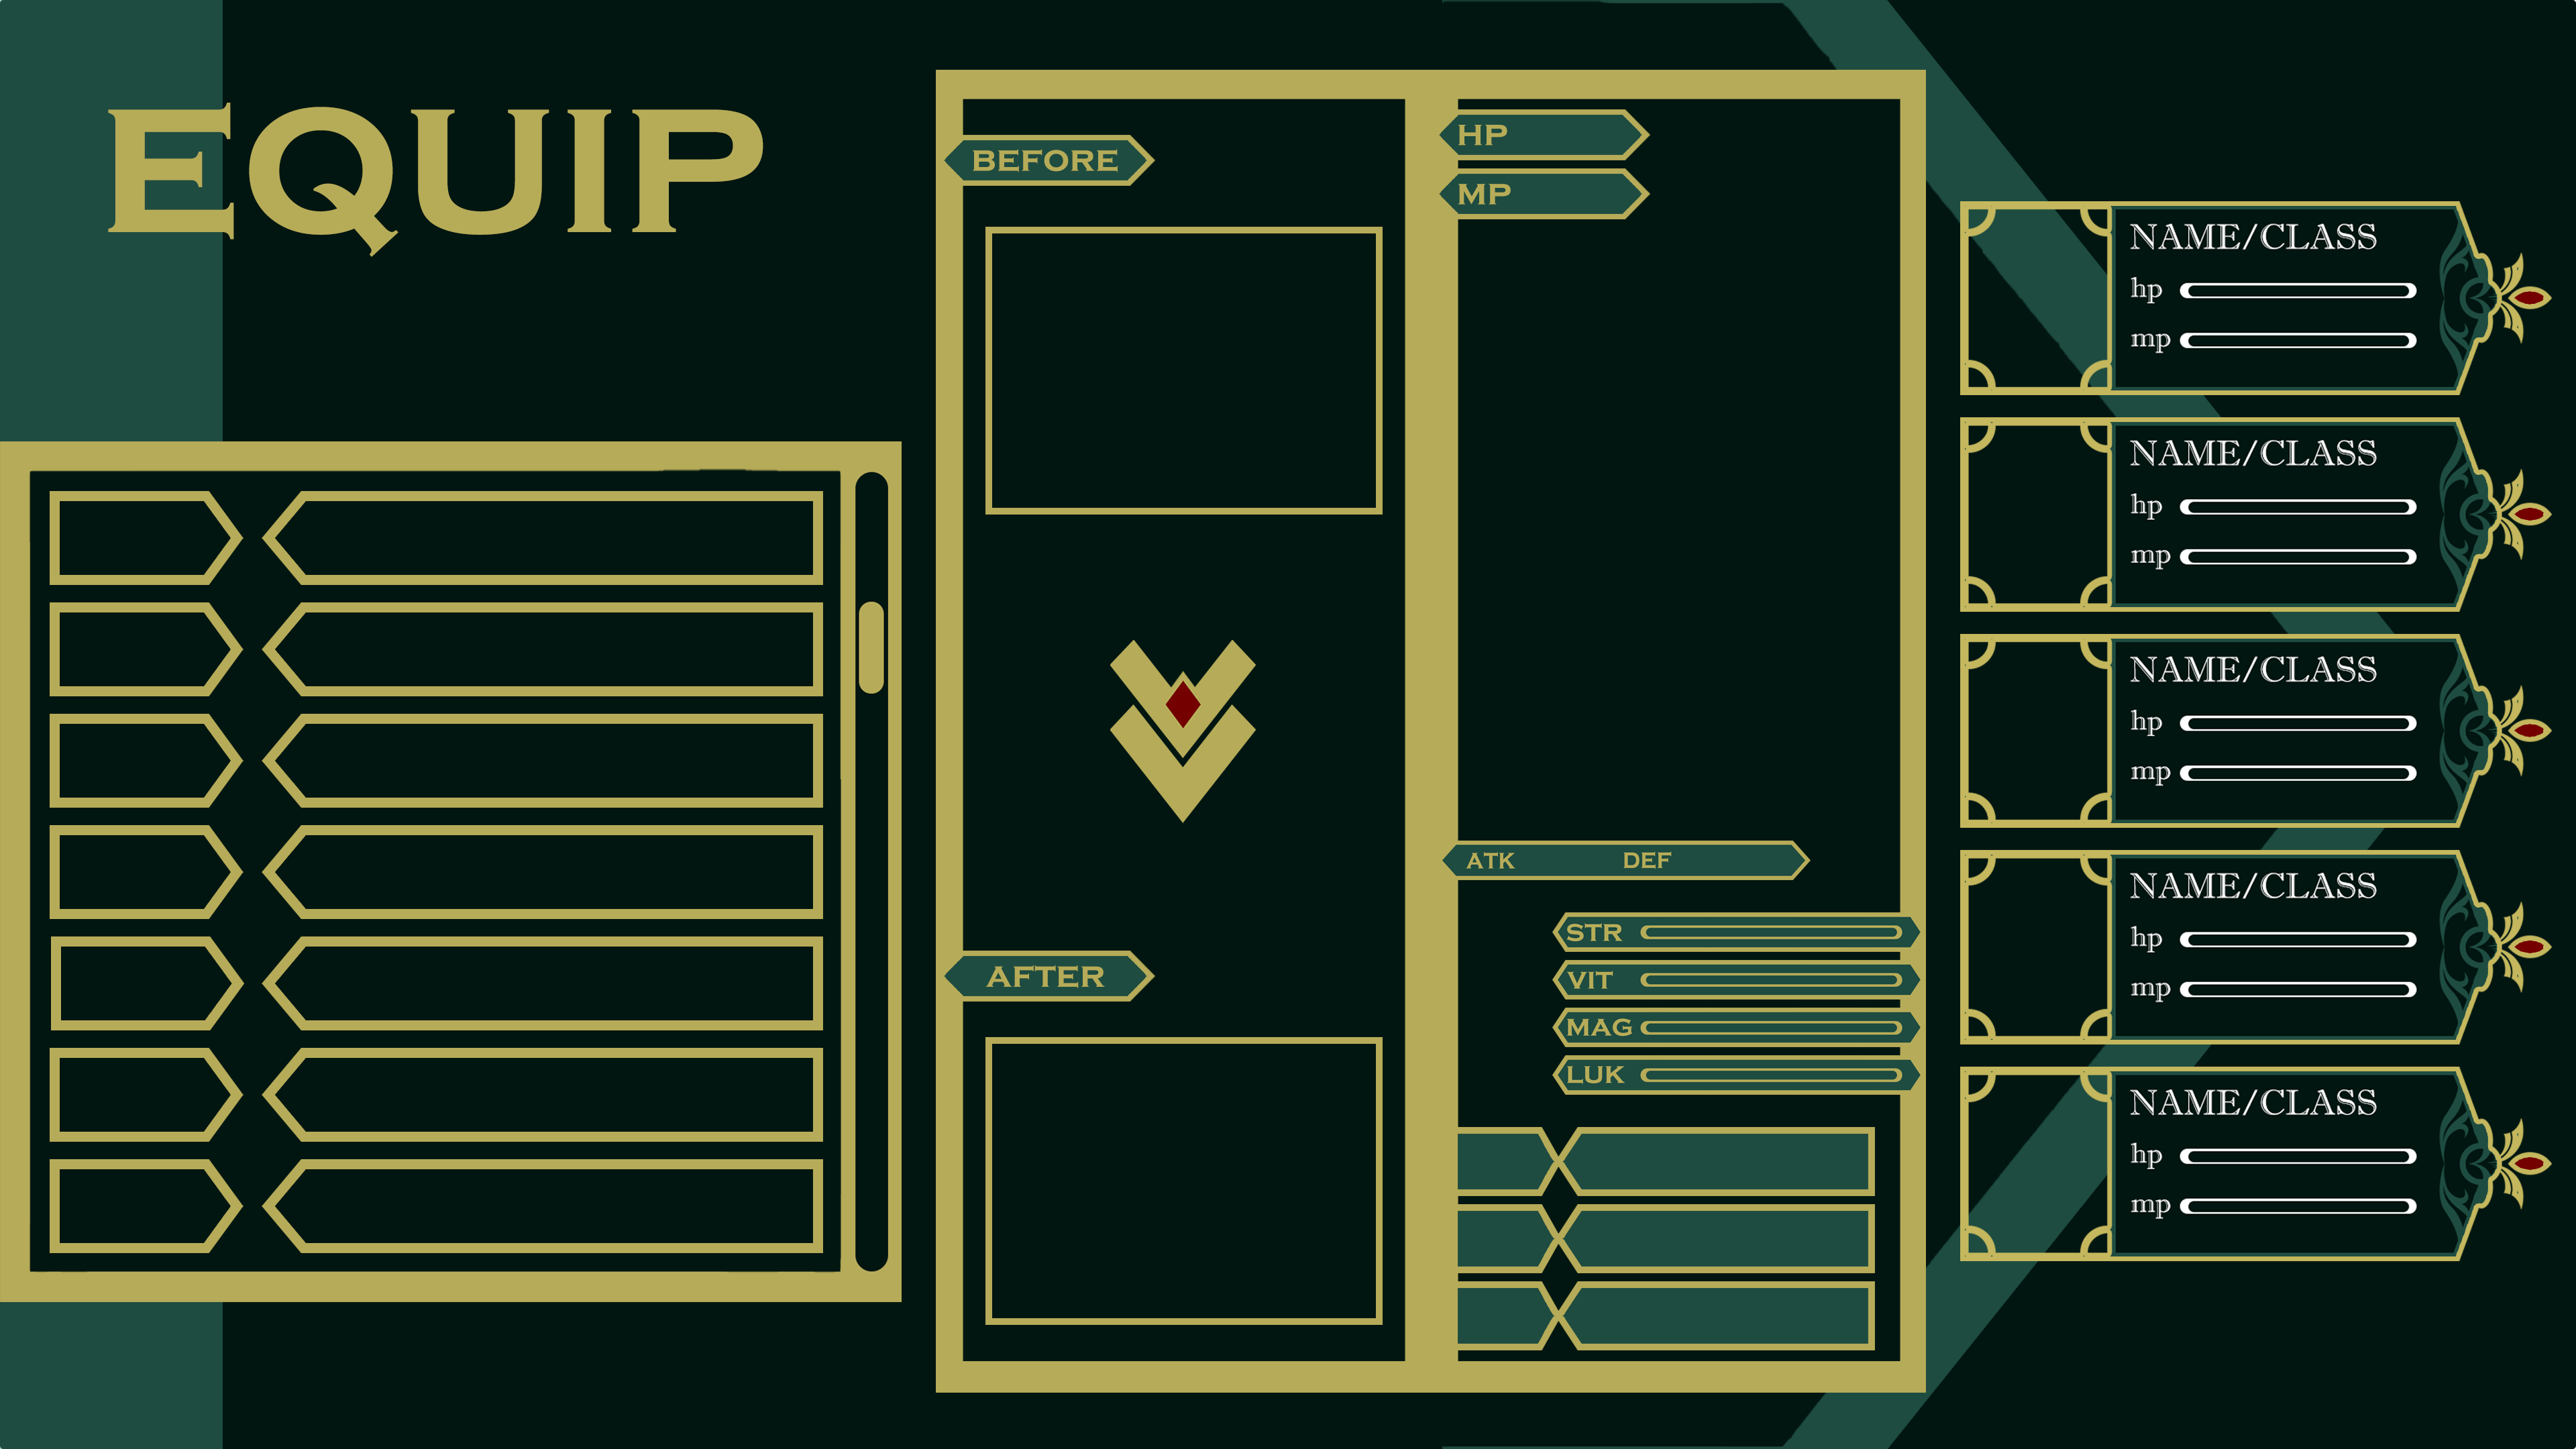 EQUIP
BEFORE
AFTER
HP
MP
ATK DEF
STR
VIT
MAG
LUK
NAME/CLASS
hp
mp
NAME/CLASS
hp
mp
NAME/CLASS
hp
mp
NAME/CLASS
hp
mp
NAME/CLASS
hp
mp